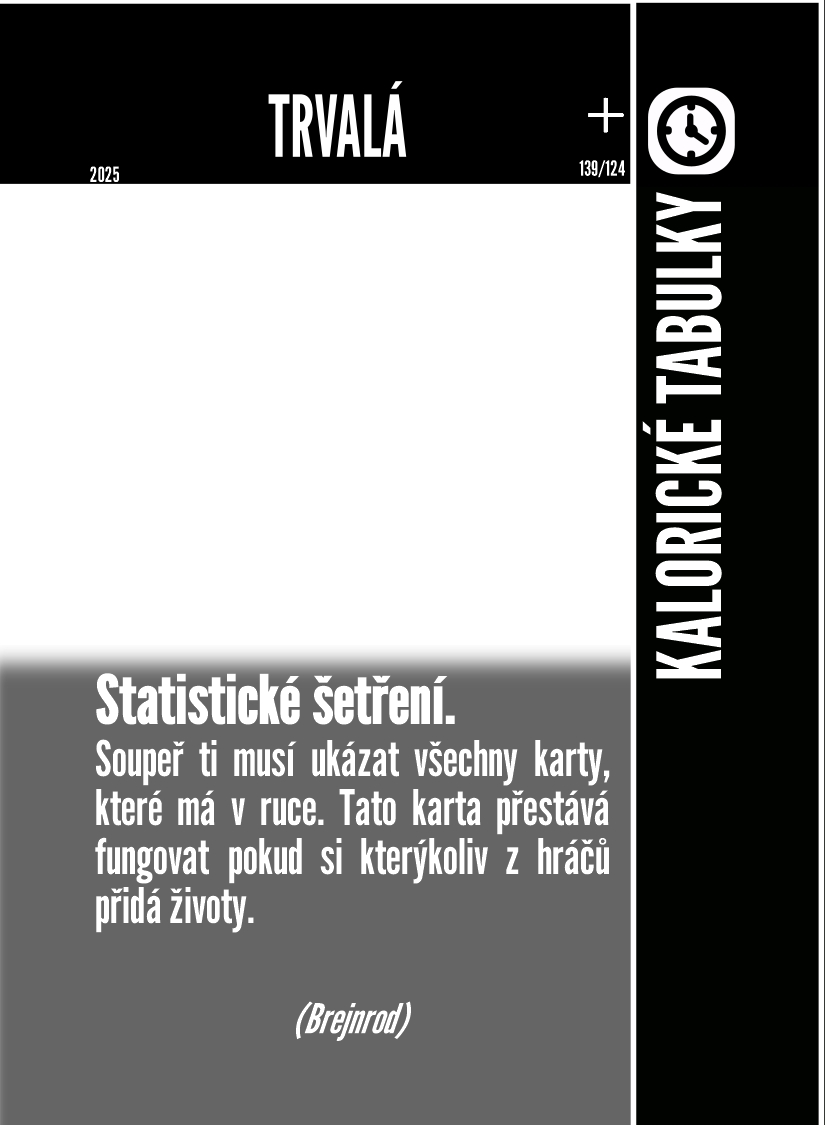 TRVALÁ
+
2025
139/124
KALORICKÉ TABULKY
Statistické šetření.
Soupeř ti musí ukázat všechny karty,
které má v ruce. Tato karta přestává
fungovat pokud si kterýkoliv z hráčů
přidá životy.
(Brejnrod)